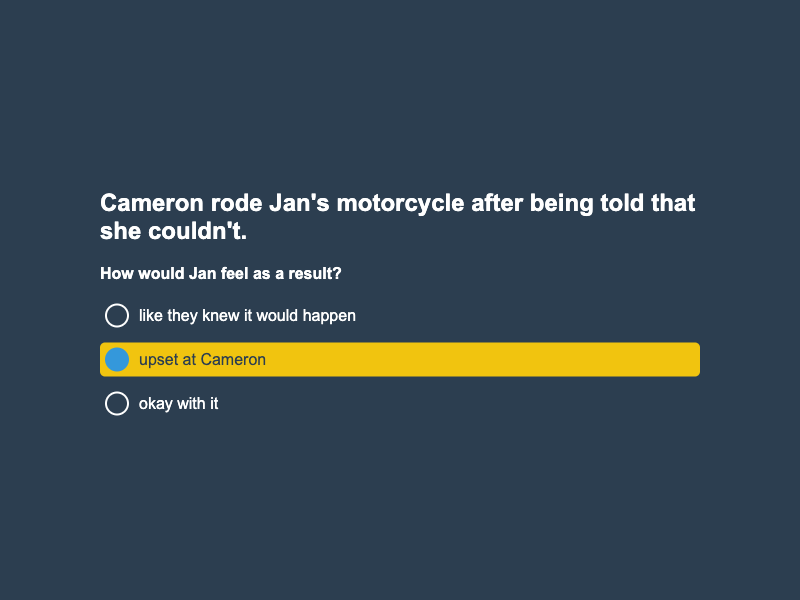 Cameron rode Jan's motorcycle after being told that
she couldn't.
How would Jan feel as a result?
like they knew it would happen
upset at Cameron
okay with it